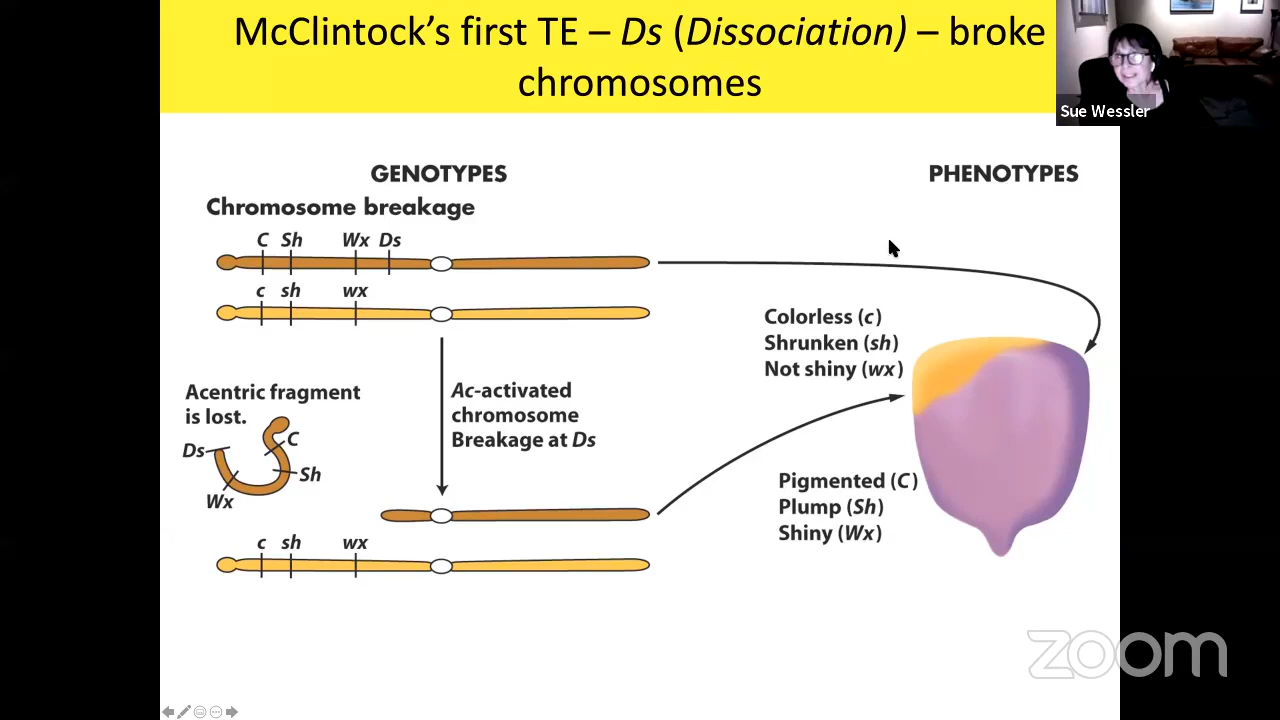 McClintock's first TE – Ds (Dissociation) – broke
chromosomes
Sue Wessler
GENOTYPES
PHENOTYPES
Chromosome breakage
C Sh Wx Ds
c sh wx
Colorless (c)
Shrunken (sh)
Not shiny (wx)
Acentric fragment
is lost.
Ds
C
Sh
Wx
Ac-activated
chromosome
Breakage at Ds
Pigmented (C)
Plump (Sh)
Shiny (Wx)
c sh wx
zoom